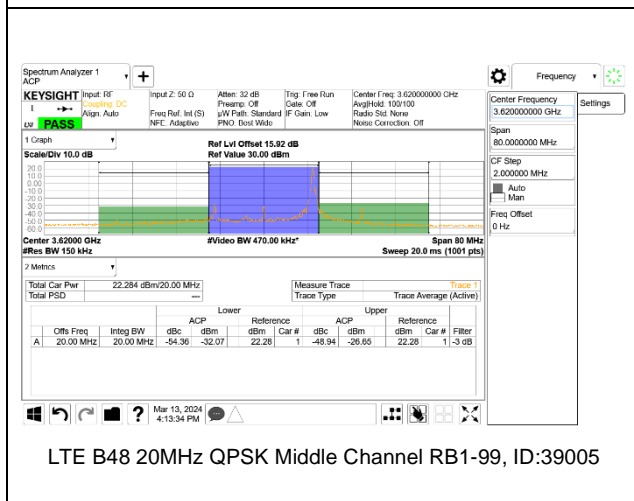 Spectrum Analyzer 1
ACP
Frequency
KEYSIGHT Input: RF Input Z: 50 Ω Atten: 32 dB Trig: Free Run Center Freq: 3.620000000 GHz
Coupling: DC Preamp: Off Gate: Off Avg|Hold: 100/100
Align: Auto Freq Ref: Int (S) µW Path: Standard IF Gain: Low Radio Std: None
PASS NFE: Adaptive PNO: Best Wide Noise Correction: Off
Center Frequency
3.620000000 GHz
Settings
Span
80.0000000 MHz
CF Step
2.000000 MHz
Auto
Man
Freq Offset
0 Hz
1 Graph
Ref Lvl Offset 15.92 dB
Scale/Div 10.0 dB Ref Value 30.00 dBm
20.0
10.0
0.00
-10.0
-20.0
-30.0
-40.0
-50.0
-60.0
Center 3.62000 GHz #Video BW 470.00 kHz* Span 80 MHz
#Res BW 150 kHz Sweep 20.0 ms (1001 pts)
2 Metrics
Total Car Pwr 22.284 dBm/20.00 MHz Measure Trace Trace 1
Total PSD --- Trace Type Trace Average (Active)
Lower Upper
ACP Reference ACP Reference
Offs Freq Integ BW dBc dBm dBm Car # dBc dBm dBm Car # Filter
A 20.00 MHz 20.00 MHz -54.36 -32.07 22.28 1 -48.94 -26.65 22.28 1 -3 dB
Mar 13, 2024
4:13:34 PM
LTE B48 20MHz QPSK Middle Channel RB1-99, ID:39005